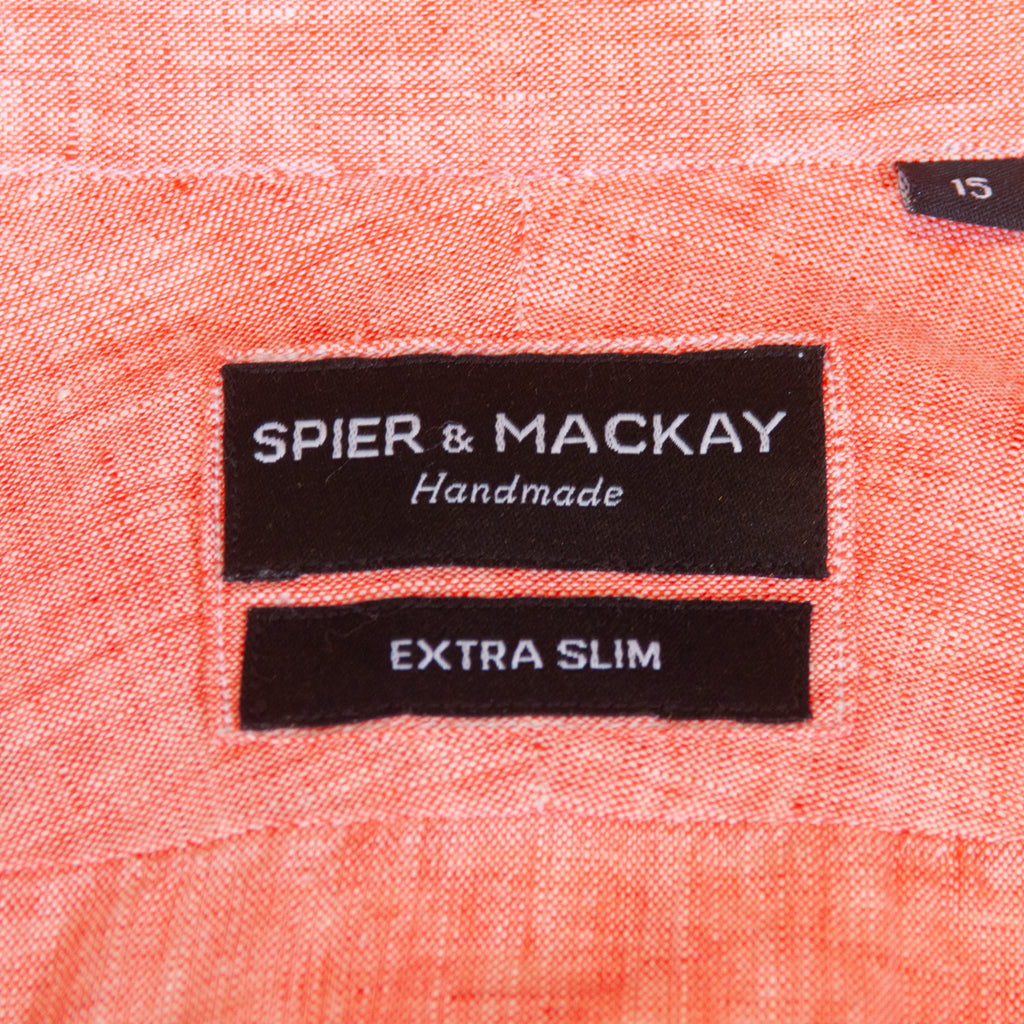 15
SPIER & MACKAY
Handmade
EXTRA SLIM